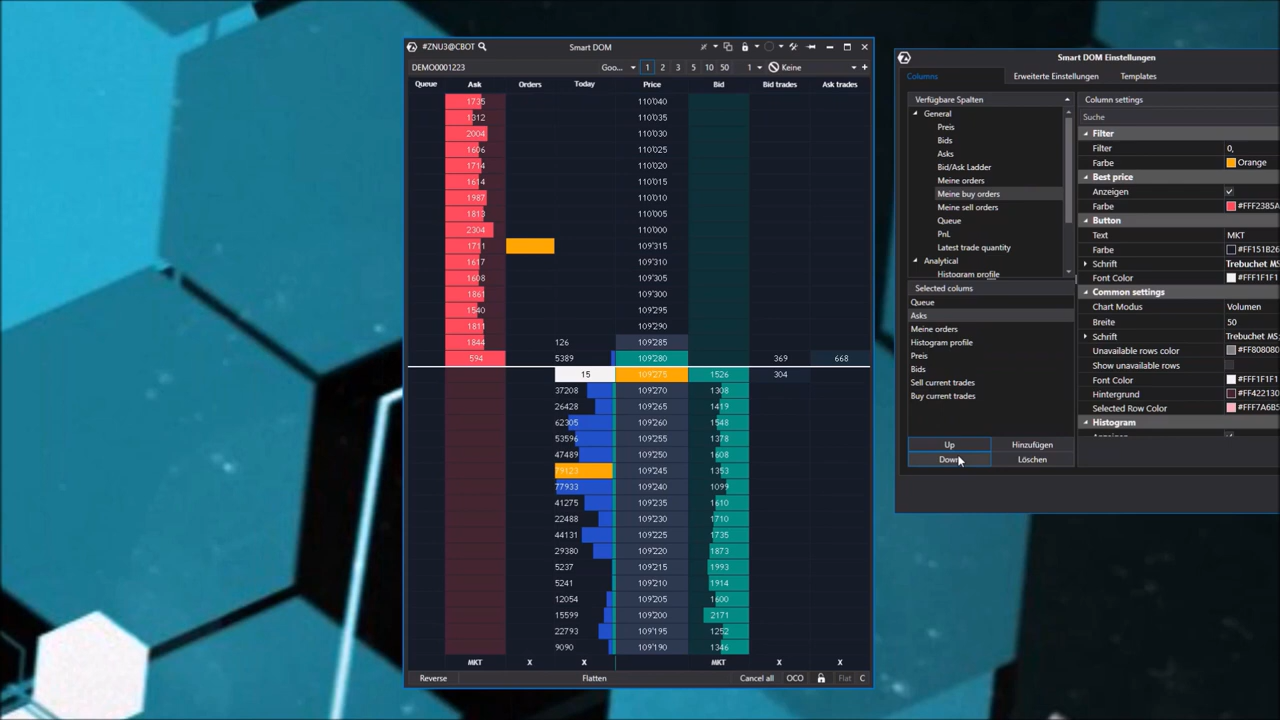 #ZNU3@CBOT Smart DOM
DEMO0001223 Goo... 1 2 3 5 10 50 1 Keine
Queue Ask Orders Today Price Bid Bid trades Ask trades
1735 110'040
1312 110'035
2004 110'030
1606 110'025
1714 110'020
1614 110'015
1987 110'010
1813 110'005
2304 110'000
1711 109'315
1617 109'310
1608 109'305
1861 109'300
1540 109'295
1811 109'290
1844 126 109'285
594 5389 109'280 369 668
15 109'275 1526 304
37208 109'270 1308
26428 109'265 1419
62305 109'260 1548
53596 109'255 1378
47489 109'250 1608
79123 109'245 1353
77933 109'240 1099
41275 109'235 1610
22488 109'230 1710
44131 109'225 1735
29380 109'220 1873
5237 109'215 1993
5241 109'210 1914
12054 109'205 1600
15599 109'200 2171
22793 109'195 1252
9090 109'190 1346
MKT X X MKT X X
Reverse Flatten Cancel all OCO Flat C
Smart DOM Einstellungen
Columns Erweiterte Einstellungen Templates
Verfügbare Spalten
General
Preis
Bids
Asks
Bid/Ask Ladder
Meine orders
Meine buy orders
Meine sell orders
Queue
PnL
Latest trade quantity
Analytical
Histogram profile
Selected colums
Queue
Asks
Meine orders
Histogram profile
Preis
Bids
Sell current trades
Buy current trades
Up Hinzufügen
Down Löschen
Column settings
Suche
Filter
Filter 0,
Farbe Orange
Best price
Anzeigen
Farbe #FFF2385A
Button
Text MKT
Farbe #FF151B26
Schrift Trebuchet MS;
Font Color #FFF1F1F1
Common settings
Chart Modus Volumen
Breite 50
Schrift Trebuchet MS;
Unavailable rows color #FF808080
Show unavailable rows
Font Color #FFF1F1F1
Hintergrund #FF422130
Selected Row Color #FFF7A6B5
Histogram